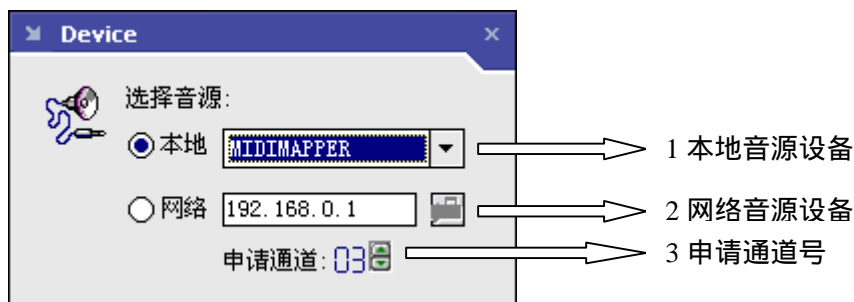 Device
选择音源:
本地 MIDIMAPPER
1 本地音源设备
网络 192.168.0.1
2 网络音源设备
申请通道: 03
3 申请通道号